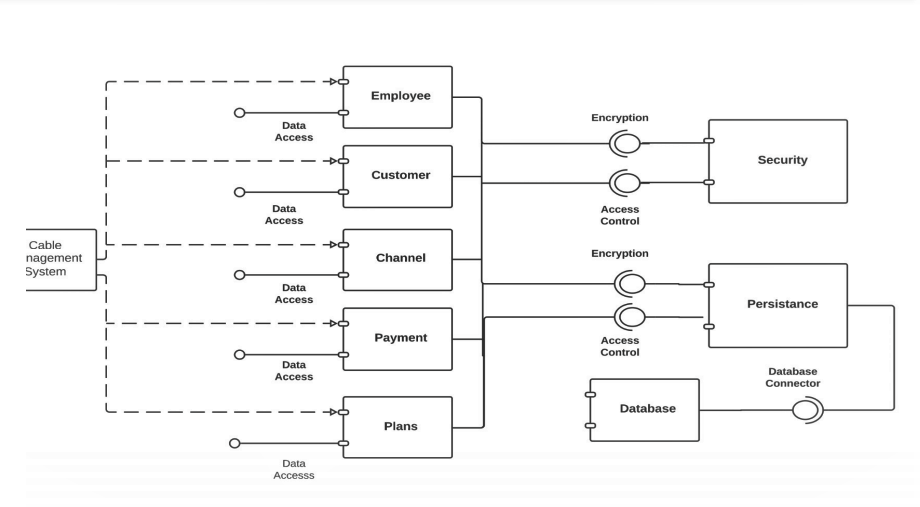 Employee
Data
Access
Customer
Data
Access
Cable
nagement
System
Channel
Data
Access
Payment
Data
Access
Plans
Data
Accesss
Encryption
Security
Access
Control
Encryption
Persistance
Access
Control
Database
Connector
Database